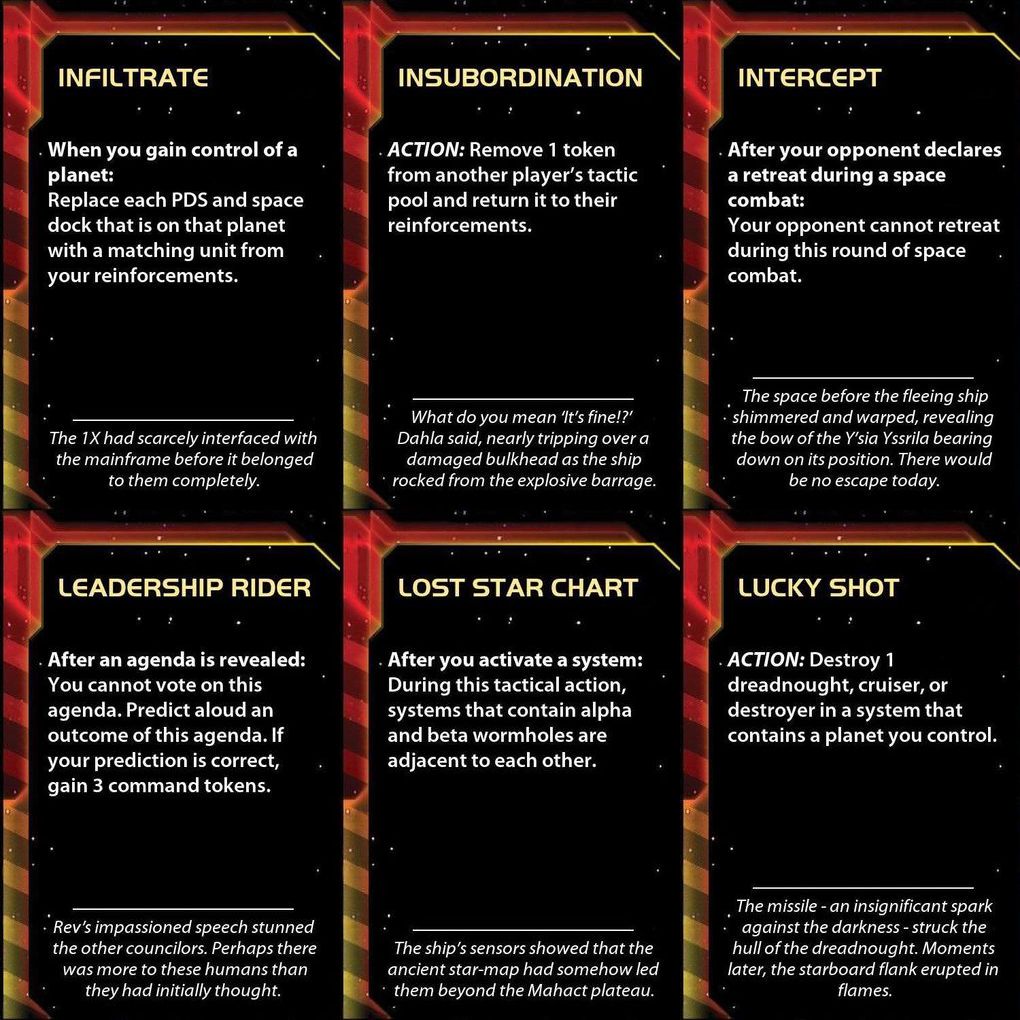 INFILTRATE
When you gain control of a
planet:
Replace each PDS and space
dock that is on that planet
with a matching unit from
your reinforcements.
The 1X had scarcely interfaced with
the mainframe before it belonged
to them completely.
INSUBORDINATION
ACTION: Remove 1 token
from another player's tactic
pool and return it to their
reinforcements.
What do you mean 'It's fine!?'
Dahla said, nearly tripping over a
damaged bulkhead as the ship
rocked from the explosive barrage.
INTERCEPT
After your opponent declares
a retreat during a space
combat:
Your opponent cannot retreat
during this round of space
combat.
The space before the fleeing ship
shimmered and warped, revealing
the bow of the Y'sia Yssrila bearing
down on its position. There would
be no escape today.
LEADERSHIP RIDER
After an agenda is revealed:
You cannot vote on this
agenda. Predict aloud an
outcome of this agenda. If
your prediction is correct,
gain 3 command tokens.
Rev's impassioned speech stunned
the other councilors. Perhaps there
was more to these humans than
they had initially thought.
LOST STAR CHART
After you activate a system:
During this tactical action,
systems that contain alpha
and beta wormholes are
adjacent to each other.
The ship's sensors showed that the
ancient star-map had somehow led
them beyond the Mahact plateau.
LUCKY SHOT
ACTION: Destroy 1
dreadnought, cruiser, or
destroyer in a system that
contains a planet you control.
The missile - an insignificant spark
against the darkness - struck the
hull of the dreadnought. Moments
later, the starboard flank erupted in
flames.